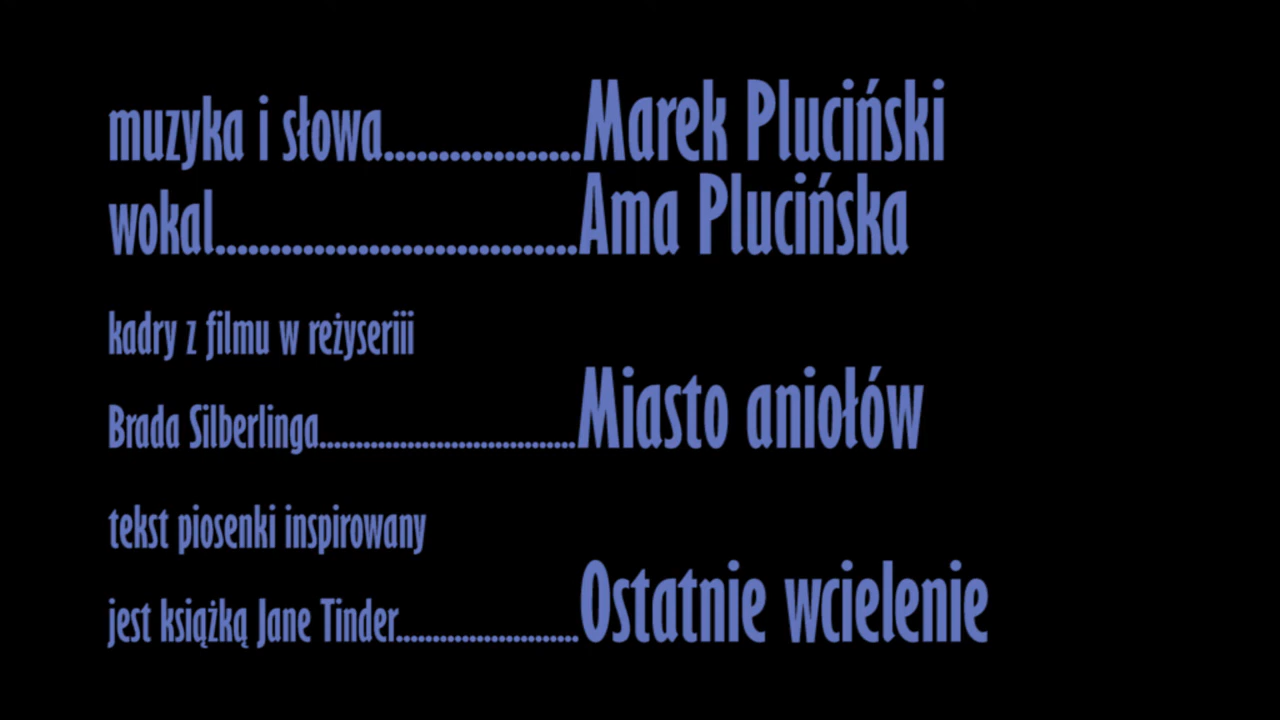 muzyka i słowa..................Marek Pluciński
wokal.................................Ama Plucińska
kadry z filmu w reżyseriii
Brada Silberlinga...................................Miasto aniołów
tekst piosenki inspirowany
jest książką Jane Tinder.........................Ostatnie wcielenie